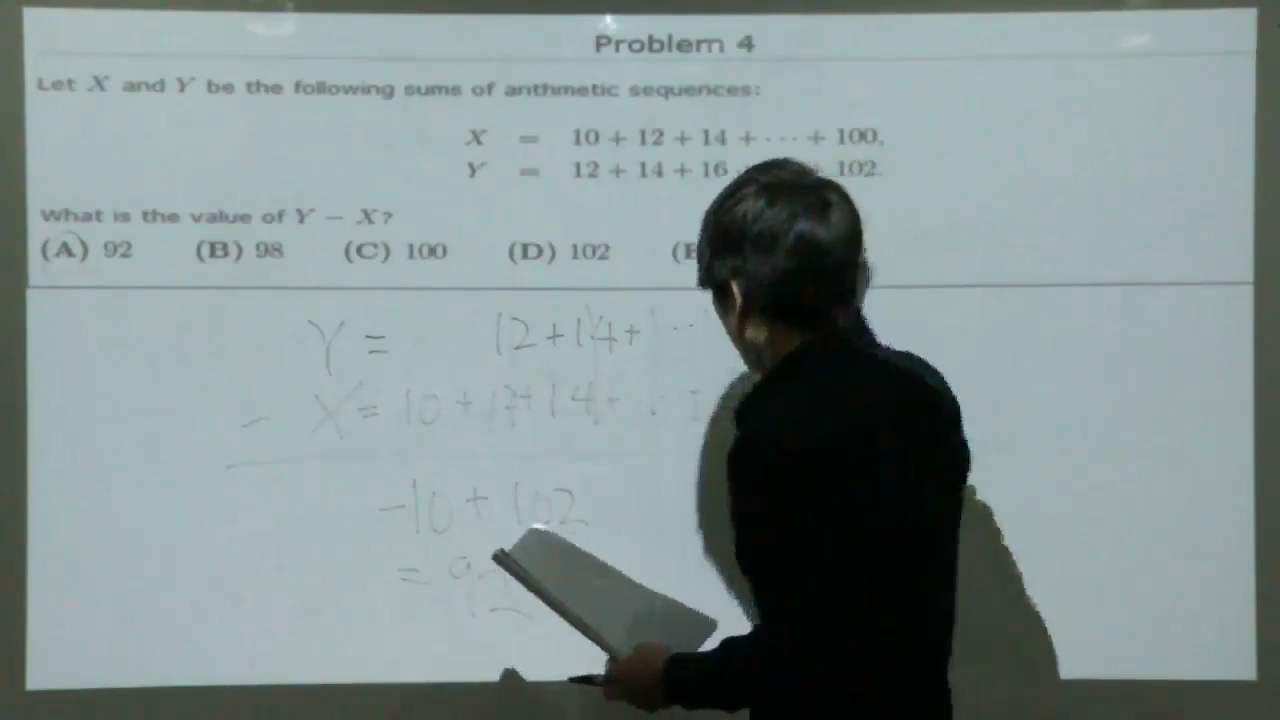 Problem 4
Let X and Y be the following sums of arithmetic sequences:
X = 10 + 12 + 14 + ··· + 100,
Y = 12 + 14 + 16 + 102.
What is the value of Y − X?
(A) 92 (B) 98 (C) 100 (D) 102 (E
Y = 12+14+ ···
- X = 10+12+14+
-10+102
= 92